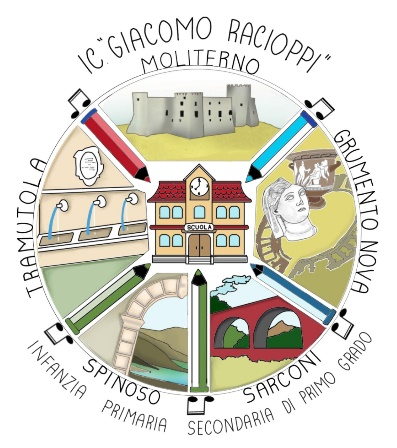 IC. "GIACOMO RACIOPPI"
MOLITERNO
GRUMENTO NOVA
TRAMUTOLA
SCUOLA
SPINOSO
SARCONI
INFANZIA PRIMARIA SECONDARIA DI PRIMO GRADO